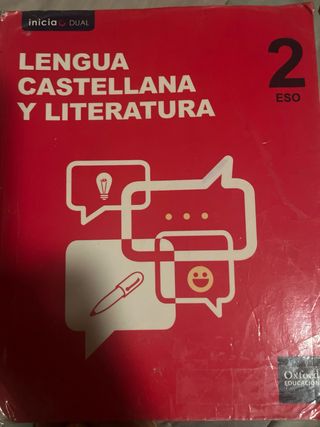 inicia DUAL
LENGUA
CASTELLANA
Y LITERATURA
2
ESO
Oxford
EDUCACIÓN